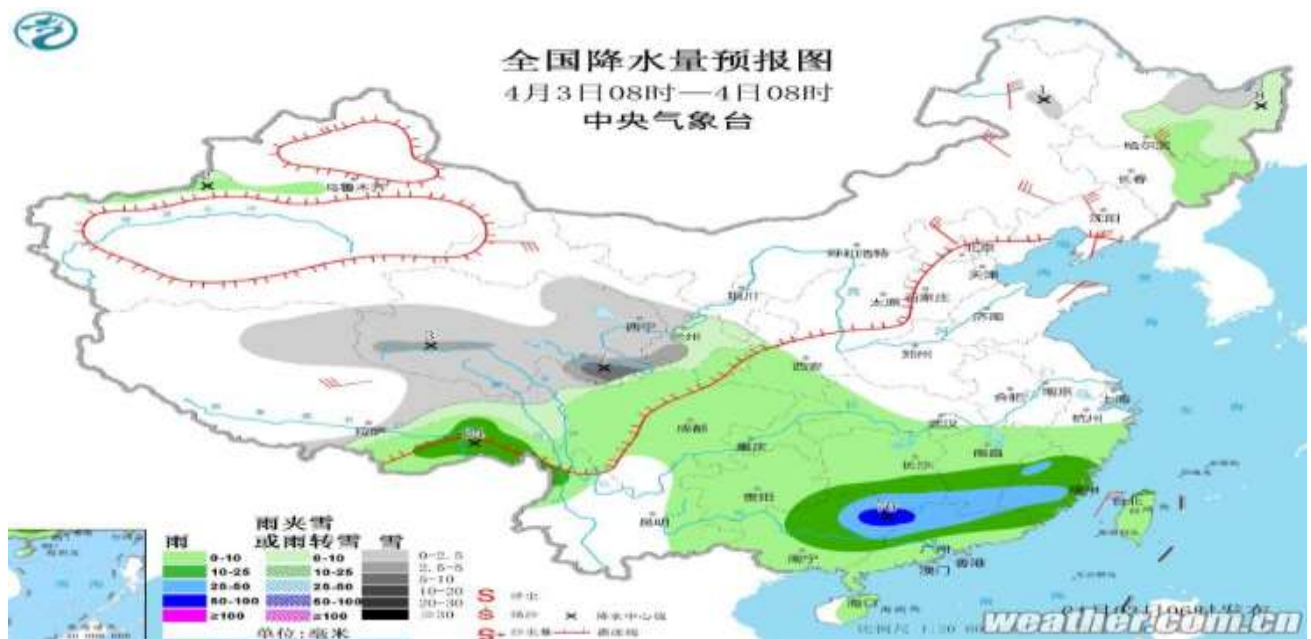 全国降水量预报图
4月3日08时—4日08时
中央气象台
哈尔滨
长春
沈阳
乌鲁木齐
呼和浩特
北京
天津
银川
太原
石家庄
济南
西宁
兰州
西安
郑州
合肥
南京
上海
杭州
武汉
拉萨
成都
重庆
长沙
南昌
贵阳
福州
昆明
台北
南宁
广州
澳门
香港
海口
雨
雨夹雪
或雨转雪
雪
0-10
0-10
0-2.5
10-25
10-25
2.5-5
25-50
25-50
5-10
50-100
50-100
10-20
20-30
≥100
≥100
≥30
降水中心值
霜冻线
单位:毫米
weather.com.cn